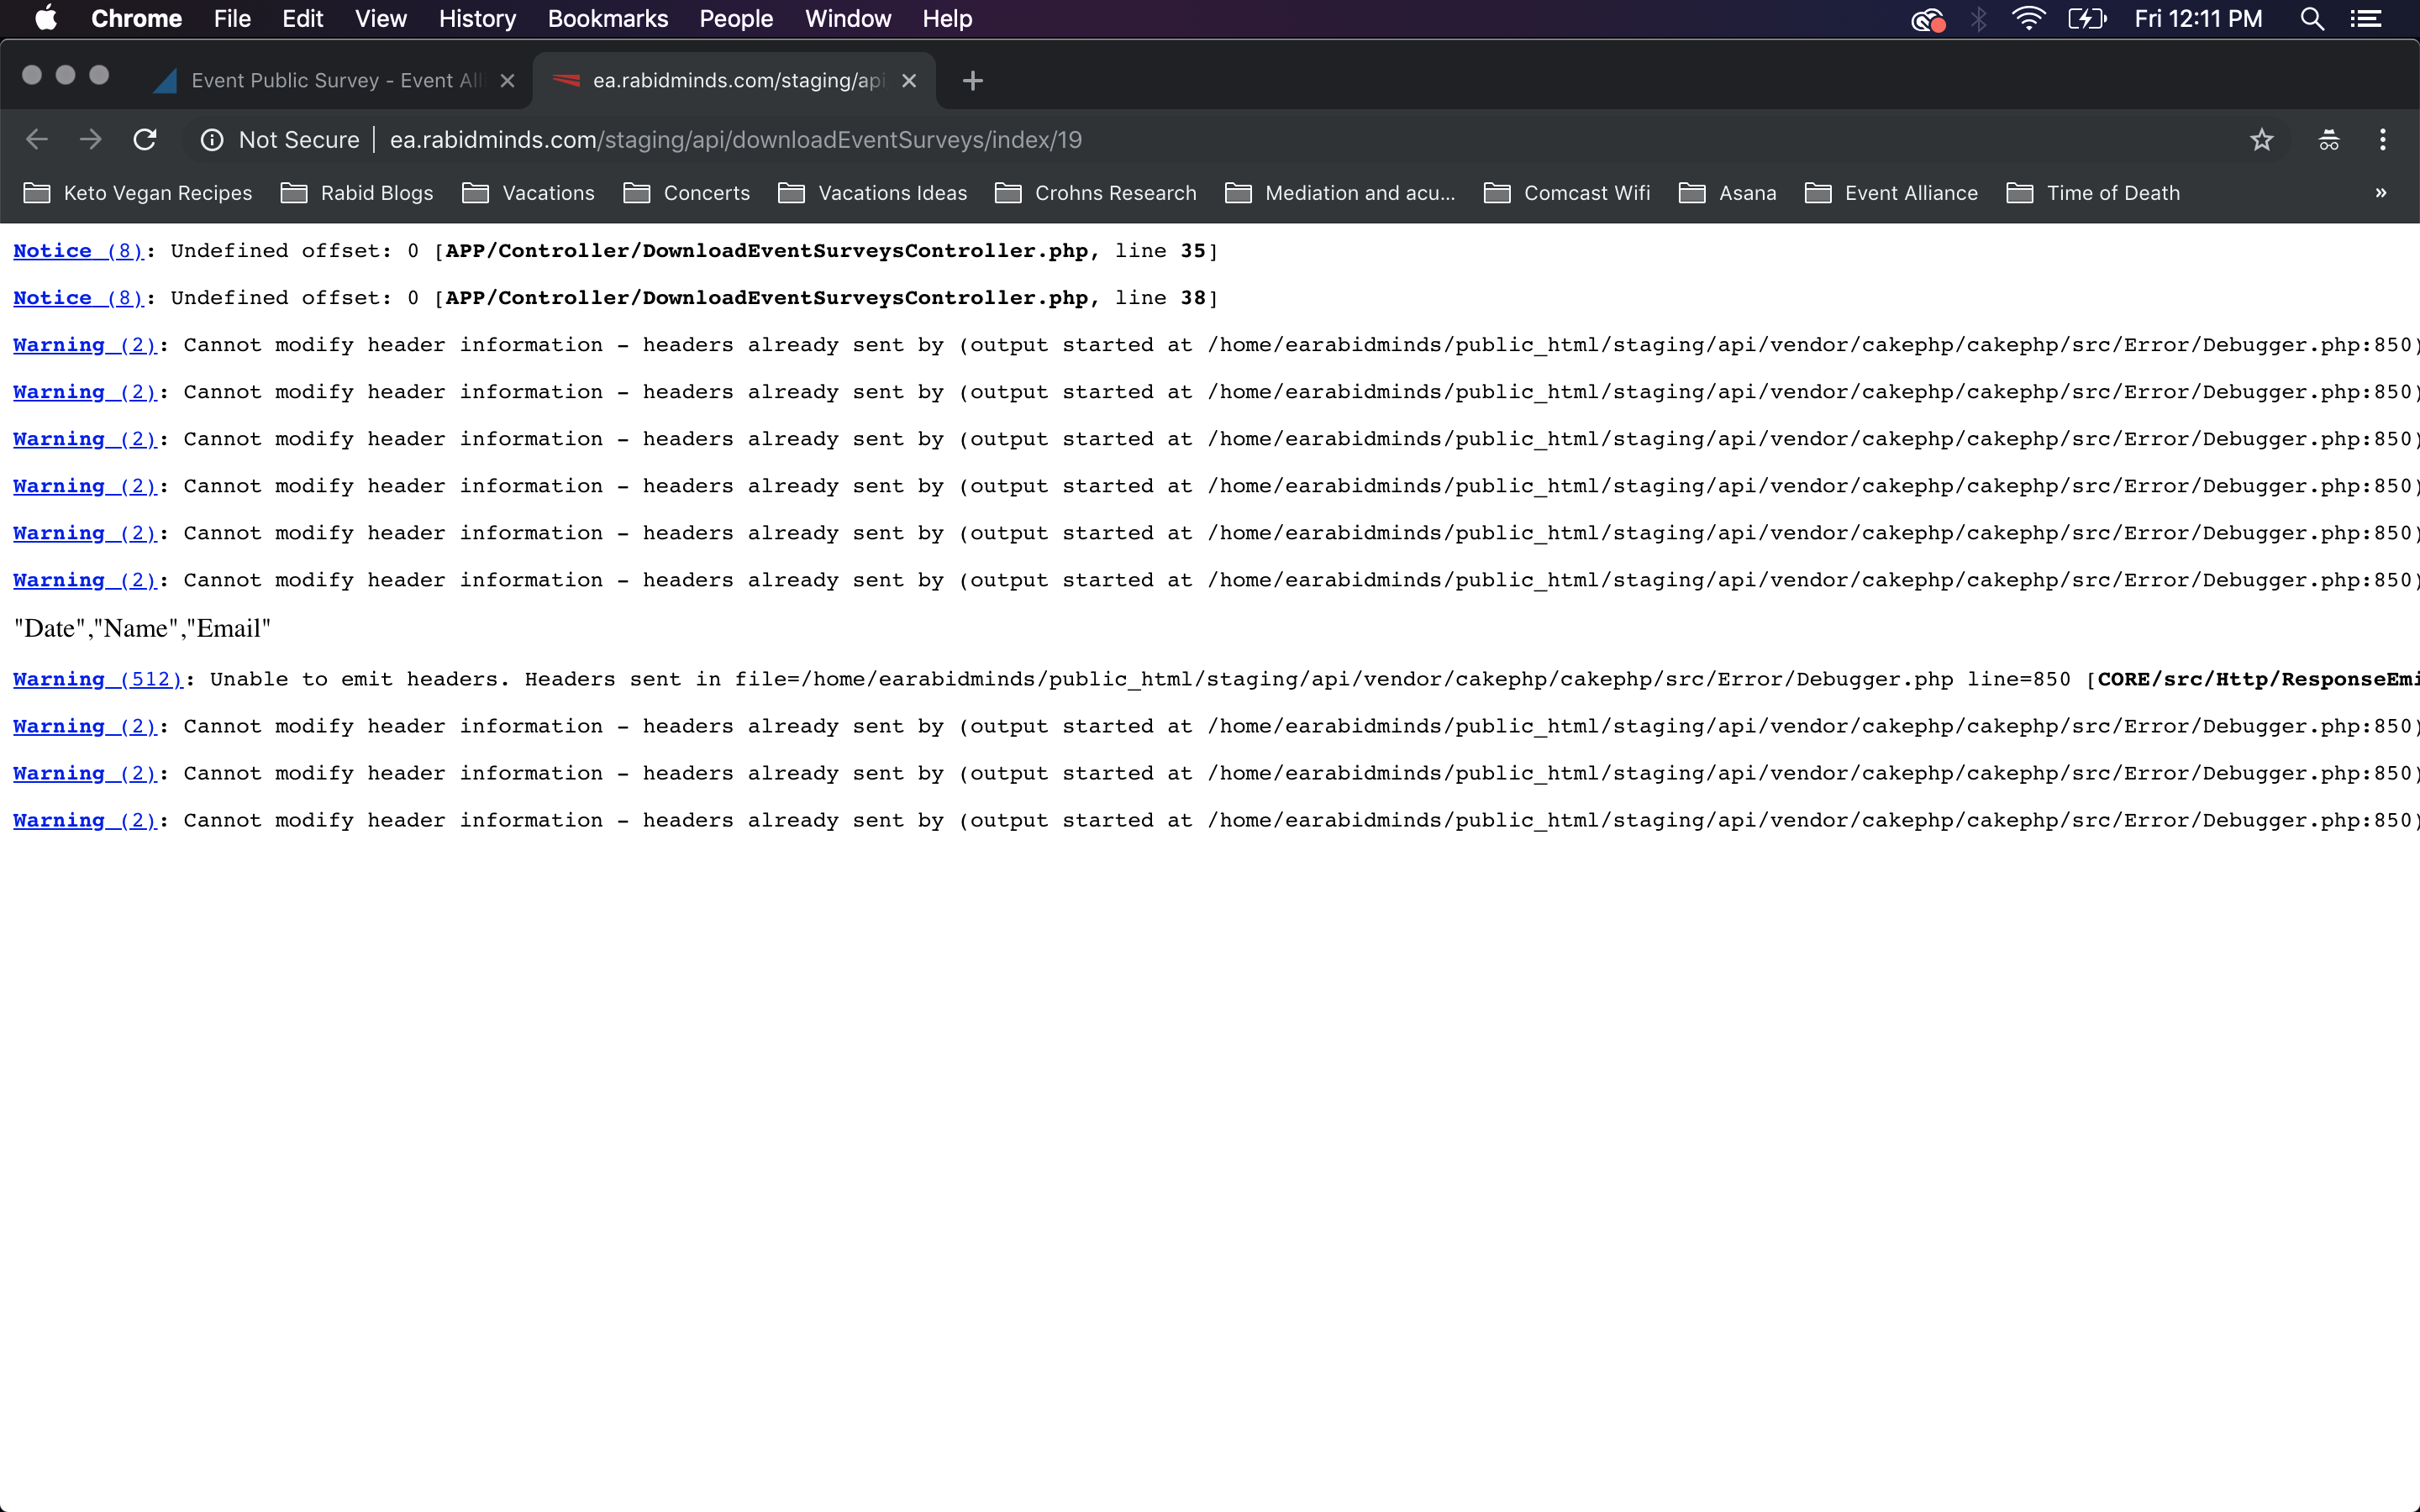 Chrome File Edit View History Bookmarks People Window Help Fri 12:11 PM
Event Public Survey - Event All ea.rabidminds.com/staging/api
Not Secure ea.rabidminds.com/staging/api/downloadEventSurveys/index/19
Keto Vegan Recipes Rabid Blogs Vacations Concerts Vacations Ideas Crohns Research Mediation and acu... Comcast Wifi Asana Event Alliance Time of Death »
Notice (8): Undefined offset: 0 [APP/Controller/DownloadEventSurveysController.php, line 35]
Notice (8): Undefined offset: 0 [APP/Controller/DownloadEventSurveysController.php, line 38]
Warning (2): Cannot modify header information - headers already sent by (output started at /home/earabidminds/public_html/staging/api/vendor/cakephp/cakephp/src/Error/Debugger.php:850)
Warning (2): Cannot modify header information - headers already sent by (output started at /home/earabidminds/public_html/staging/api/vendor/cakephp/cakephp/src/Error/Debugger.php:850)
Warning (2): Cannot modify header information - headers already sent by (output started at /home/earabidminds/public_html/staging/api/vendor/cakephp/cakephp/src/Error/Debugger.php:850)
Warning (2): Cannot modify header information - headers already sent by (output started at /home/earabidminds/public_html/staging/api/vendor/cakephp/cakephp/src/Error/Debugger.php:850)
Warning (2): Cannot modify header information - headers already sent by (output started at /home/earabidminds/public_html/staging/api/vendor/cakephp/cakephp/src/Error/Debugger.php:850)
Warning (2): Cannot modify header information - headers already sent by (output started at /home/earabidminds/public_html/staging/api/vendor/cakephp/cakephp/src/Error/Debugger.php:850)
"Date","Name","Email"
Warning (512): Unable to emit headers. Headers sent in file=/home/earabidminds/public_html/staging/api/vendor/cakephp/cakephp/src/Error/Debugger.php line=850 [CORE/src/Http/ResponseEmi
Warning (2): Cannot modify header information - headers already sent by (output started at /home/earabidminds/public_html/staging/api/vendor/cakephp/cakephp/src/Error/Debugger.php:850)
Warning (2): Cannot modify header information - headers already sent by (output started at /home/earabidminds/public_html/staging/api/vendor/cakephp/cakephp/src/Error/Debugger.php:850)
Warning (2): Cannot modify header information - headers already sent by (output started at /home/earabidminds/public_html/staging/api/vendor/cakephp/cakephp/src/Error/Debugger.php:850)